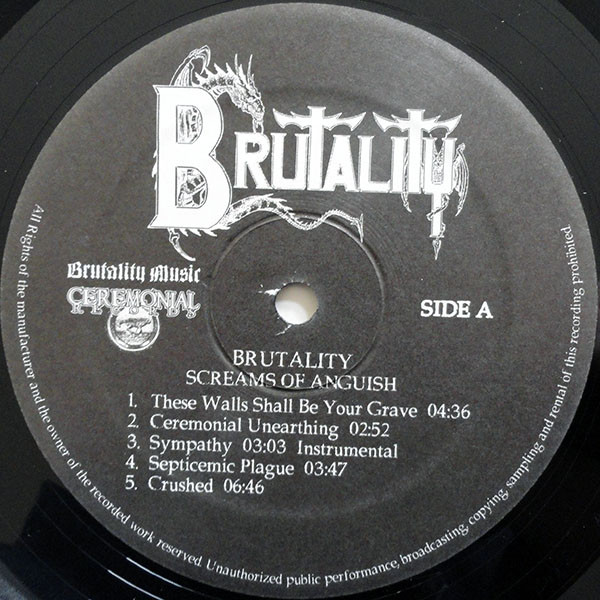 BRUTALITY
Brutality Music
CEREMONIAL
SIDE A
BRUTALITY
SCREAMS OF ANGUISH
1. These Walls Shall Be Your Grave 04:36
2. Ceremonial Unearthing 02:52
3. Sympathy 03:03 Instrumental
4. Septicemic Plague 03:47
5. Crushed 06:46
All Rights of the manufacturer and the owner of the recorded work reserved. Unauthorized public performance, broadcasting, copying, sampling and rental of this recording prohibited.